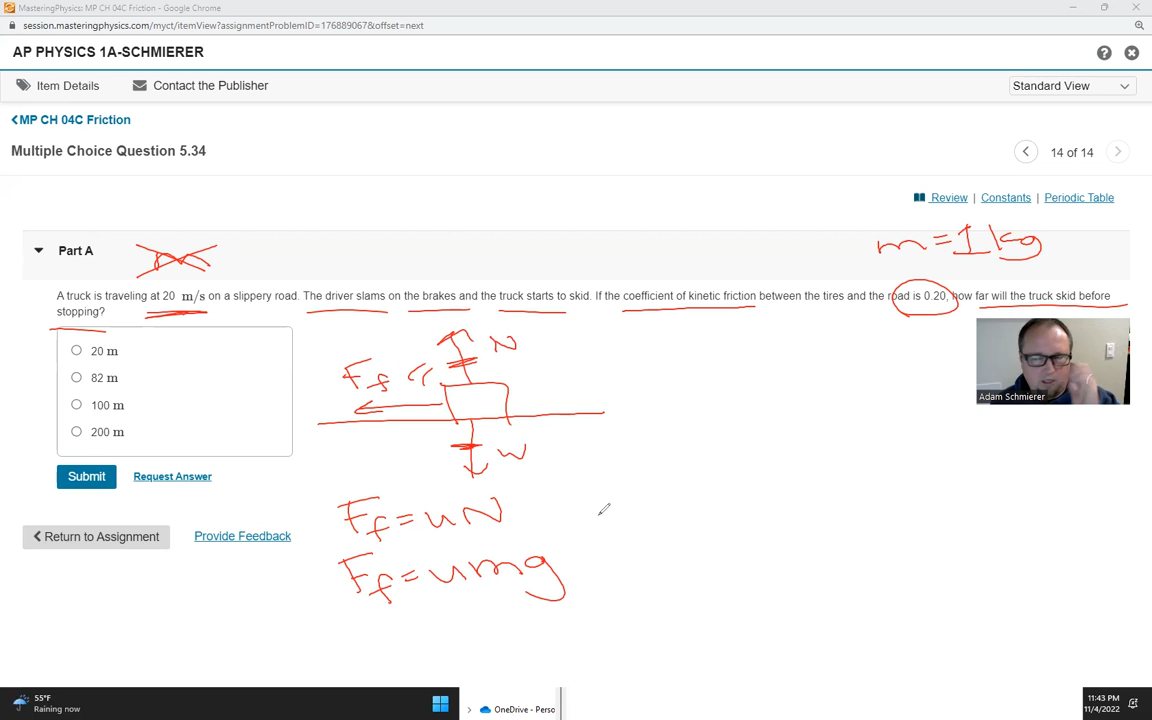 MasteringPhysics: MP CH 04C Friction - Google Chrome
session.masteringphysics.com/myct/itemView?assignmentProblemID=176889067&offset=next
AP PHYSICS 1A-SCHMIERER
Item Details Contact the Publisher Standard View
MP CH 04C Friction
Multiple Choice Question 5.34
14 of 14
Review | Constants | Periodic Table
m = 1 kg
Part A
m
A truck is traveling at 20 m/s on a slippery road. The driver slams on the brakes and the truck starts to skid. If the coefficient of kinetic friction between the tires and the road is 0.20, how far will the truck skid before
stopping?
20 m
82 m
100 m
200 m
N
Ff
W
Adam Schmierer
Submit Request Answer
Ff = uN
Return to Assignment Provide Feedback
Ff = umg
55°F
Raining now
OneDrive - Perso
11:43 PM
11/4/2022